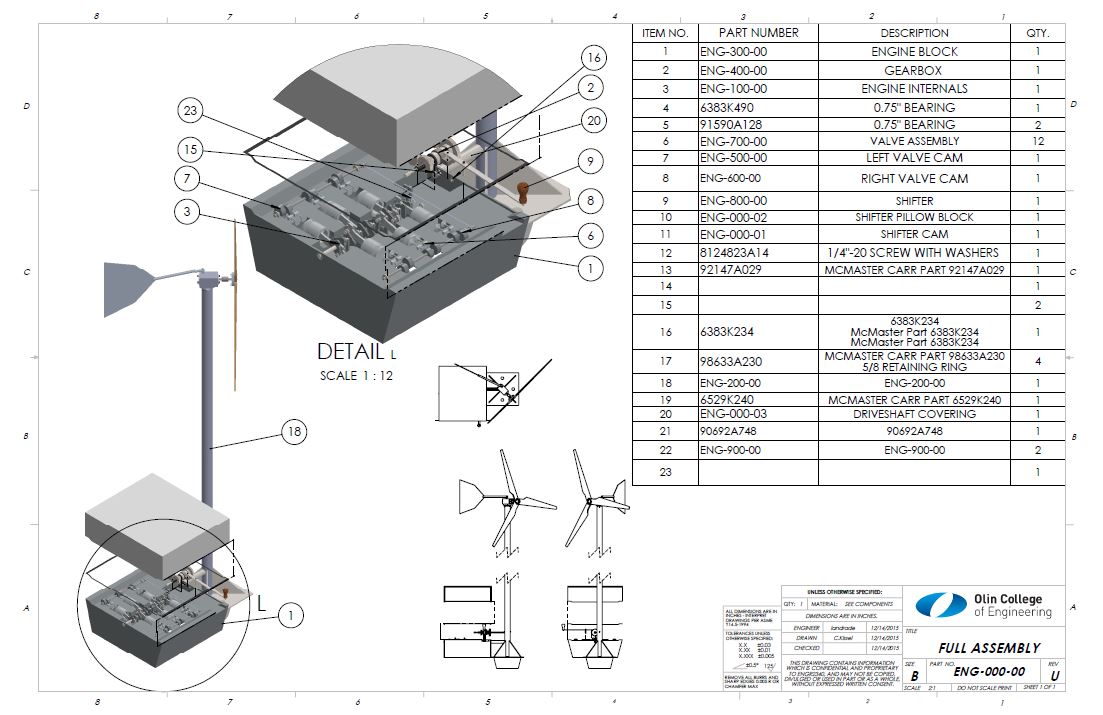 8 7 6 5 4 3 2 1
D
C
B
A
D
C
B
A
16
2
20
9
8
6
1
23
15
7
3
DETAIL L
SCALE 1 : 12
18
1
L
ITEM NO. PART NUMBER DESCRIPTION QTY.
1 ENG-300-00 ENGINE BLOCK 1
2 ENG-400-00 GEARBOX 1
3 ENG-100-00 ENGINE INTERNALS 1
4 6383K490 0.75" BEARING 1
5 91590A128 0.75" BEARING 2
6 ENG-700-00 VALVE ASSEMBLY 12
7 ENG-500-00 LEFT VALVE CAM 1
8 ENG-600-00 RIGHT VALVE CAM 1
9 ENG-800-00 SHIFTER 1
10 ENG-000-02 SHIFTER PILLOW BLOCK 1
11 ENG-000-01 SHIFTER CAM 1
12 8124823A14 1/4"-20 SCREW WITH WASHERS 1
13 92147A029 MCMASTER CARR PART 92147A029 1
14 1
15 2
16 6383K234 6383K234 1
McMaster Part 6383K234
McMaster Part 6383K234
17 98633A230 MCMASTER CARR PART 98633A230 4
5/8 RETAINING RING
18 ENG-200-00 ENG-200-00 1
19 6529K240 MCMASTER CARR PART 6529K240 1
20 ENG-000-03 DRIVESHAFT COVERING 1
21 90692A748 90692A748 1
22 ENG-900-00 ENG-900-00 2
23 1
ALL DIMENSIONS ARE IN
INCHES - INTERPRET
DRAWINGS PER ASME
Y14.5-1994
TOLERANCES UNLESS
OTHERWISE SPECIFIED:
X.X ±0.03
X.XX ±0.01
X.XXX ±0.005
±0.5° 125
REMOVE ALL BURRS AND
SHARP EDGES 0.003 R OR
CHAMFER MAX
UNLESS OTHERWISE SPECIFIED:
QTY: 1 MATERIAL: SEE COMPONENTS
DIMENSIONS ARE IN INCHES.
ENGINEER landrade 12/14/2015
DRAWN 12/14/2015
CHECKED 12/14/2015
THIS DRAWING CONTAINS INFORMATION
WHICH IS CONFIDENTIAL AND PROPRIETARY
TO ENGR2340, AND MAY NOT BE COPIED,
DIVULGED OR USED IN PART OR AS A WHOLE,
WITHOUT EXPRESSED WRITTEN CONSENT.
Olin College
of Engineering
TITLE
FULL ASSEMBLY
SIZE PART NO. REV
B ENG-000-00 U
SCALE 2:1 DO NOT SCALE PRINT SHEET 1 OF 1
8 7 6 5 4 3 2 1